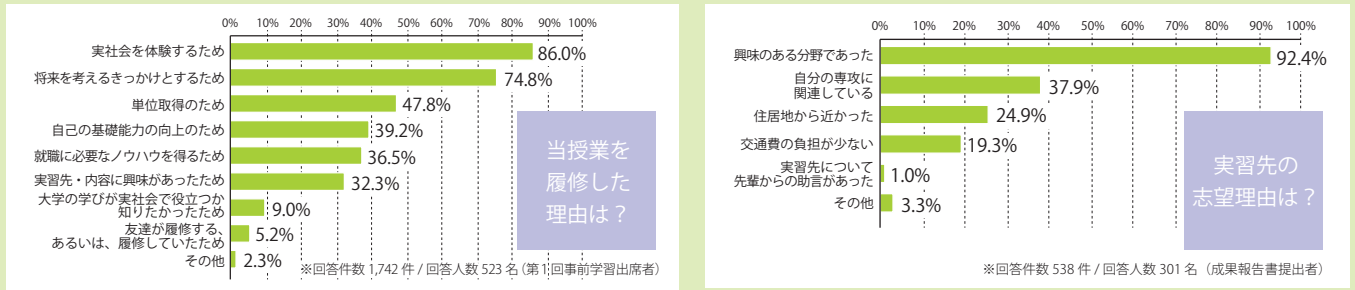 0% 10% 20% 30% 40% 50% 60% 70% 80% 90% 100%
実社会を体験するため 86.0%
将来を考えるきっかけとするため 74.8%
単位取得のため 47.8%
自己の基礎能力の向上のため 39.2%
就職に必要なノウハウを得るため 36.5%
実習先・内容に興味があったため 32.3%
大学の学びが実社会で役立つか
知りたかったため 9.0%
友達が履修する、
あるいは、履修していたため 5.2%
その他 2.3%
当授業を
履修した
理由は？
※回答件数 1,742 件 / 回答人数 523 名（第1回事前学習出席者）
0% 10% 20% 30% 40% 50% 60% 70% 80% 90% 100%
興味のある分野であった 92.4%
自分の専攻に
関連している 37.9%
住居地から近かった 24.9%
交通費の負担が少ない 19.3%
実習先について
先輩からの助言があった 1.0%
その他 3.3%
実習先の
志望理由は？
※回答件数 538 件 / 回答人数 301 名（成果報告書提出者）